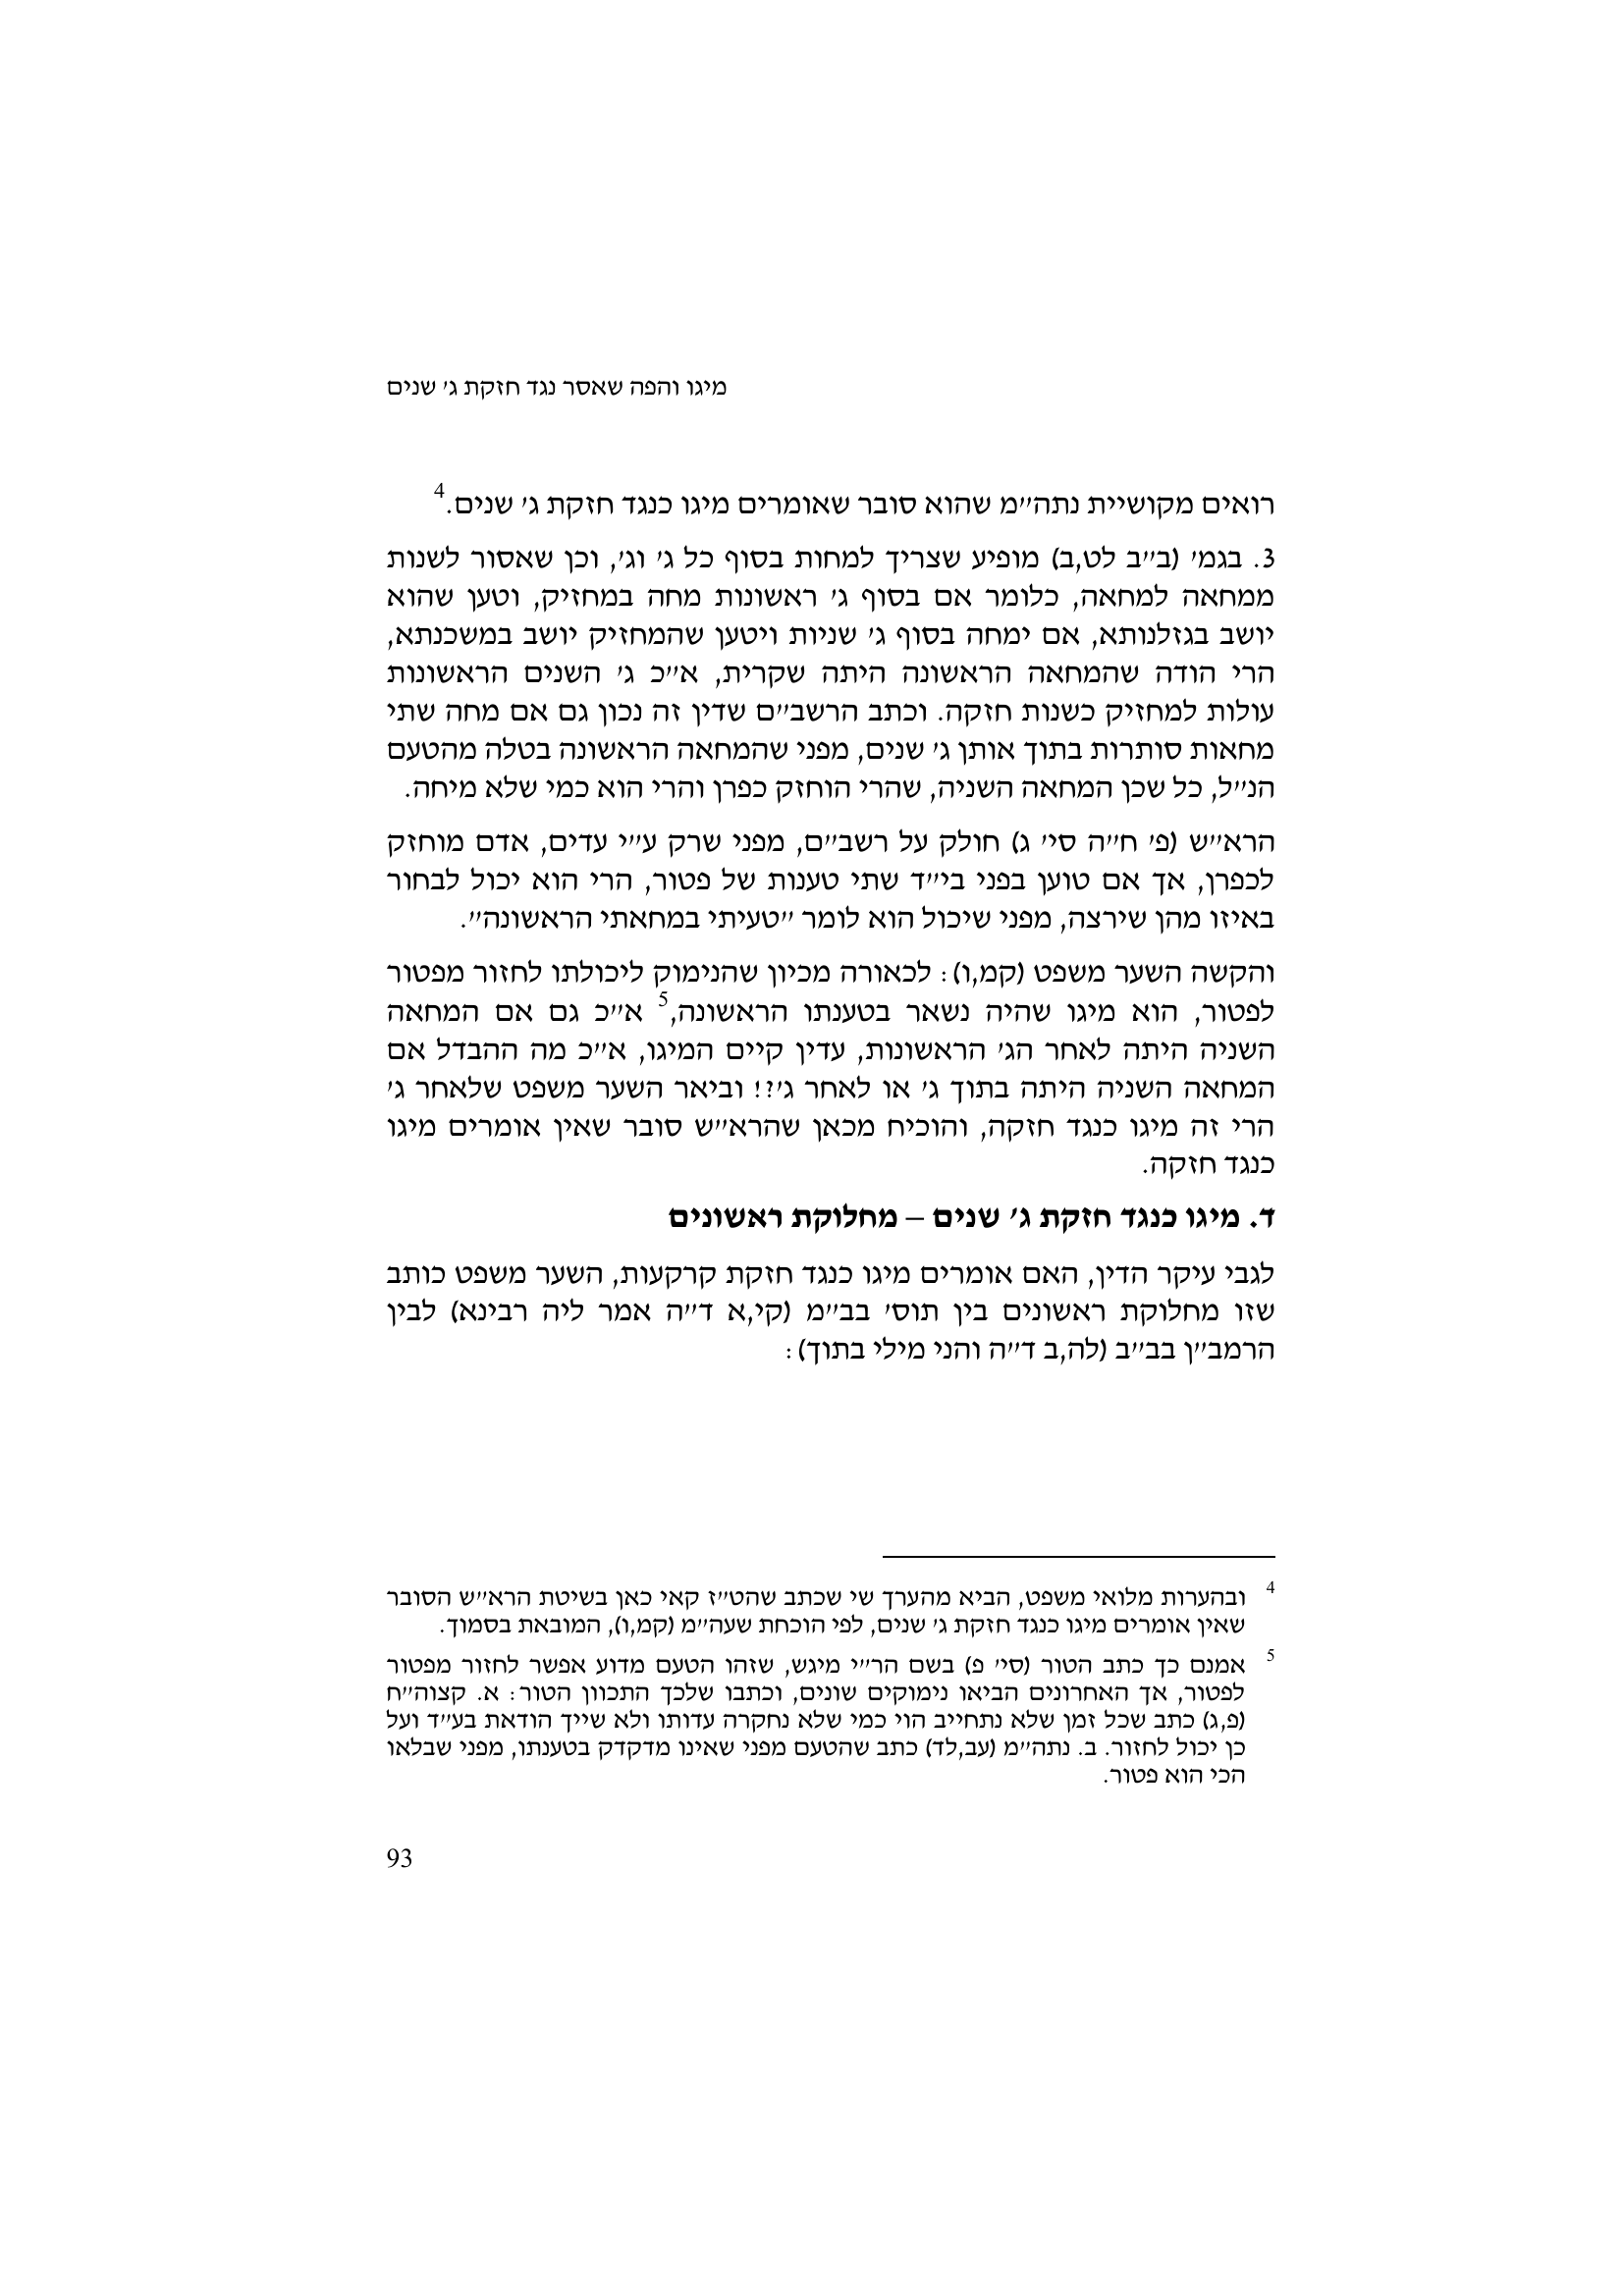 מיגו והפה שאסר נגד חזקת ג' שנים
רואים מקושיית נתה"מ שהוא סובר שאומרים מיגו כנגד חזקת ג' שנים.4
3. בגמ' (ב"ב לט,ב) מופיע שצריך למחות בסוף כל ג' וג', וכן שאסור לשנות
ממחאה למחאה, כלומר אם בסוף ג' ראשונות מחה במחזיק, וטען שהוא
יושב בגזלנותא, אם ימחה בסוף ג' שניות ויטען שהמחזיק יושב במשכנתא,
הרי הודה שהמחאה הראשונה היתה שקרית, א"כ ג' השנים הראשונות
עולות למחזיק כשנות חזקה. וכתב הרשב"ם שדין זה נכון גם אם מחה שתי
מחאות סותרות בתוך אותן ג' שנים, מפני שהמחאה הראשונה בטלה מהטעם
הנ"ל, כל שכן המחאה השניה, שהרי הוחזק כפרן והרי הוא כמי שלא מיחה.
הרא"ש (פ' ח"ה סי' ג) חולק על רשב"ם, מפני שרק ע"י עדים, אדם מוחזק
לכפרן, אך אם טוען בפני בי"ד שתי טענות של פטור, הרי הוא יכול לבחור
באיזו מהן שירצה, מפני שיכול הוא לומר "טעיתי במחאתי הראשונה".
והקשה השער משפט (קמ,ו): לכאורה מכיון שהנימוק ליכולתו לחזור מפטור
לפטור, הוא מיגו שהיה נשאר בטענתו הראשונה,5 א"כ גם אם המחאה
השניה היתה לאחר הג' הראשונות, עדין קיים המיגו, א"כ מה ההבדל אם
המחאה השניה היתה בתוך ג' או לאחר ג'?! וביאר השער משפט שלאחר ג'
הרי זה מיגו כנגד חזקה, והוכיח מכאן שהרא"ש סובר שאין אומרים מיגו
כנגד חזקה.
ד. מיגו כנגד חזקת ג' שנים – מחלוקת ראשונים
לגבי עיקר הדין, האם אומרים מיגו כנגד חזקת קרקעות, השער משפט כותב
שזו מחלוקת ראשונים בין תוס' בב"מ (קי,א ד"ה אמר ליה רבינא) לבין
הרמב"ן בב"ב (לה,ב ד"ה והני מילי בתוך):
4 ובהערות מלואי משפט, הביא מהערך שי שכתב שהט"ז קאי כאן בשיטת הרא"ש הסובר
שאין אומרים מיגו כנגד חזקת ג' שנים, לפי הוכחת שעה"מ (קמ,ו), המובאת בסמוך.
5 אמנם כך כתב הטור (סי' פ) בשם הר"י מיגש, שזהו הטעם מדוע אפשר לחזור מפטור
לפטור, אך האחרונים הביאו נימוקים שונים, וכתבו שלכך התכוון הטור: א. קצוה"ח
(פ,ג) כתב שכל זמן שלא נתחייב הוי כמי שלא נחקרה עדותו ולא שייך הודאת בע"ד ועל
כן יכול לחזור. ב. נתה"מ (עב,לד) כתב שהטעם מפני שאינו מדקדק בטענתו, מפני שבלאו
הכי הוא פטור.
93